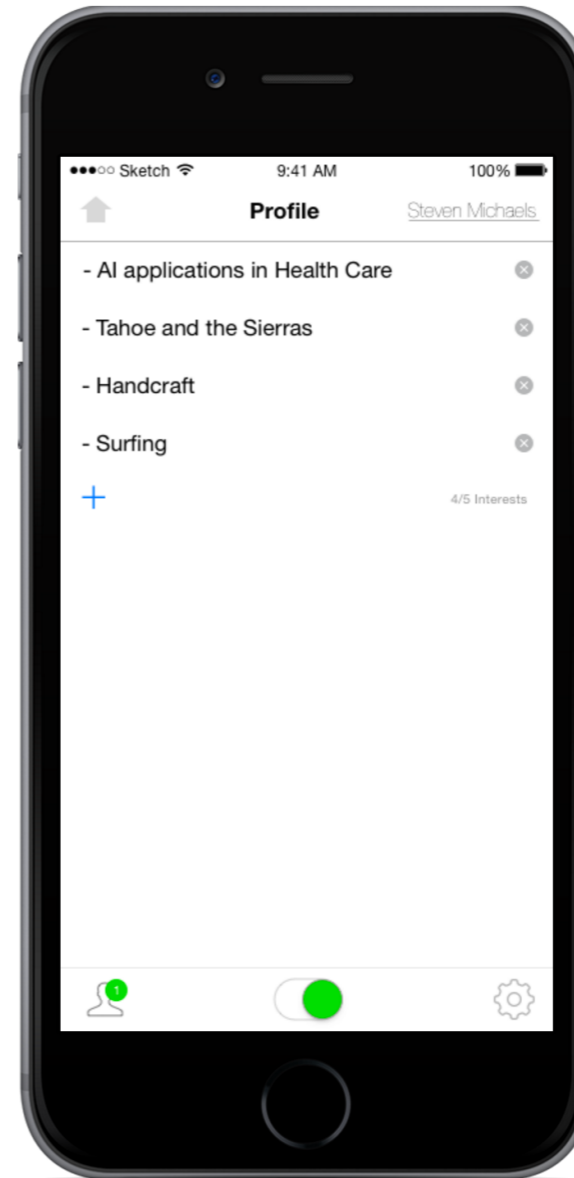 ●●●○○ Sketch 9:41 AM 100%
Profile Steven Michaels
- AI applications in Health Care
- Tahoe and the Sierras
- Handcraft
- Surfing
+ 4/5 Interests
1